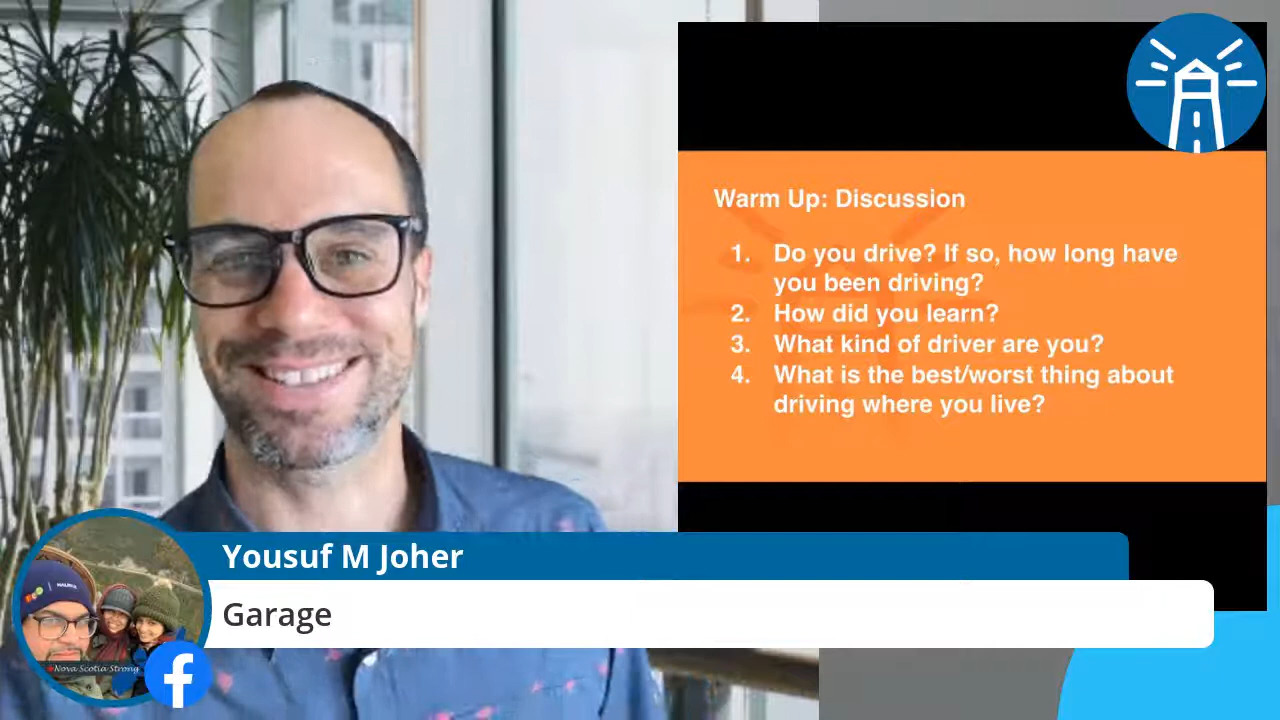 Warm Up: Discussion
1. Do you drive? If so, how long have
you been driving?
2. How did you learn?
3. What kind of driver are you?
4. What is the best/worst thing about
driving where you live?
Yousuf M Joher
Garage
Nova Scotia Strong